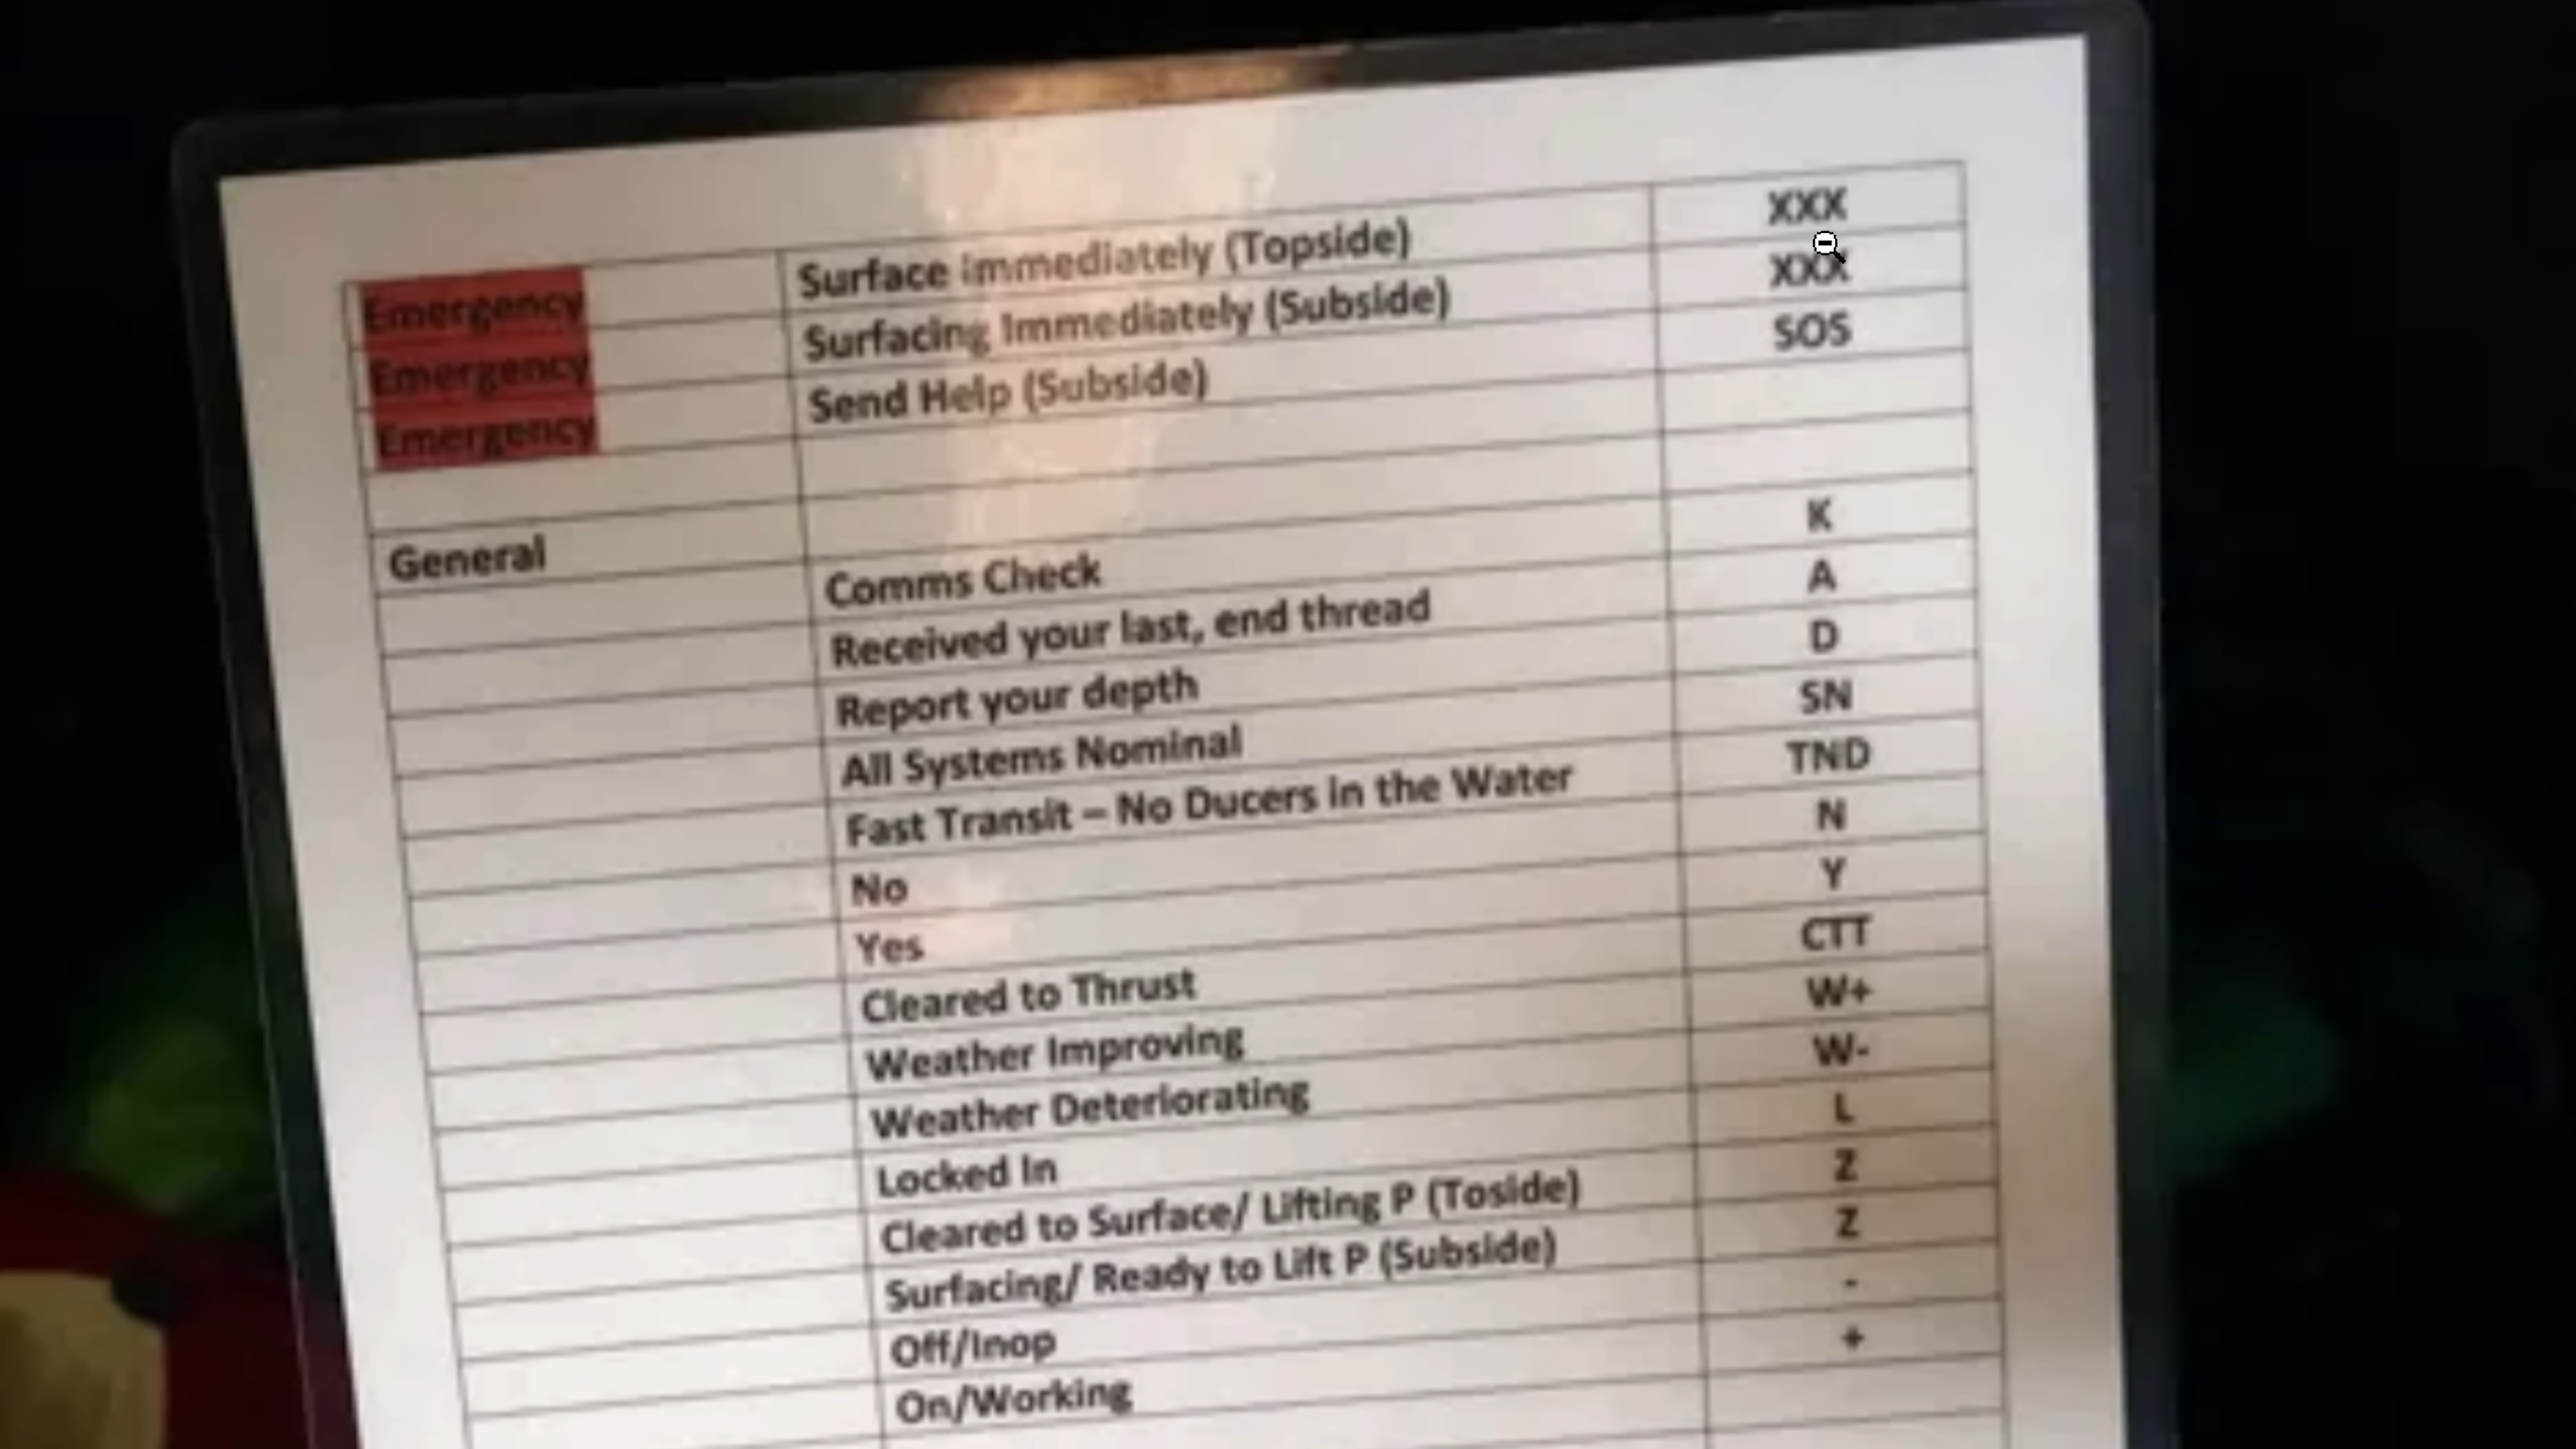 Emergency Surface Immediately (Topside) XXX
Emergency Surfacing Immediately (Subside) XXX
Emergency Send Help (Subside) SOS
General
Comms Check K
Received your last, end thread A
Report your depth D
All Systems Nominal SN
Fast Transit – No Ducers in the Water TND
No N
Yes Y
Cleared to Thrust CTT
Weather Improving W+
Weather Deteriorating W-
Locked In L
Cleared to Surface/ Lifting P (Toside) Z
Surfacing/ Ready to Lift P (Subside) Z
Off/Inop -
On/Working +